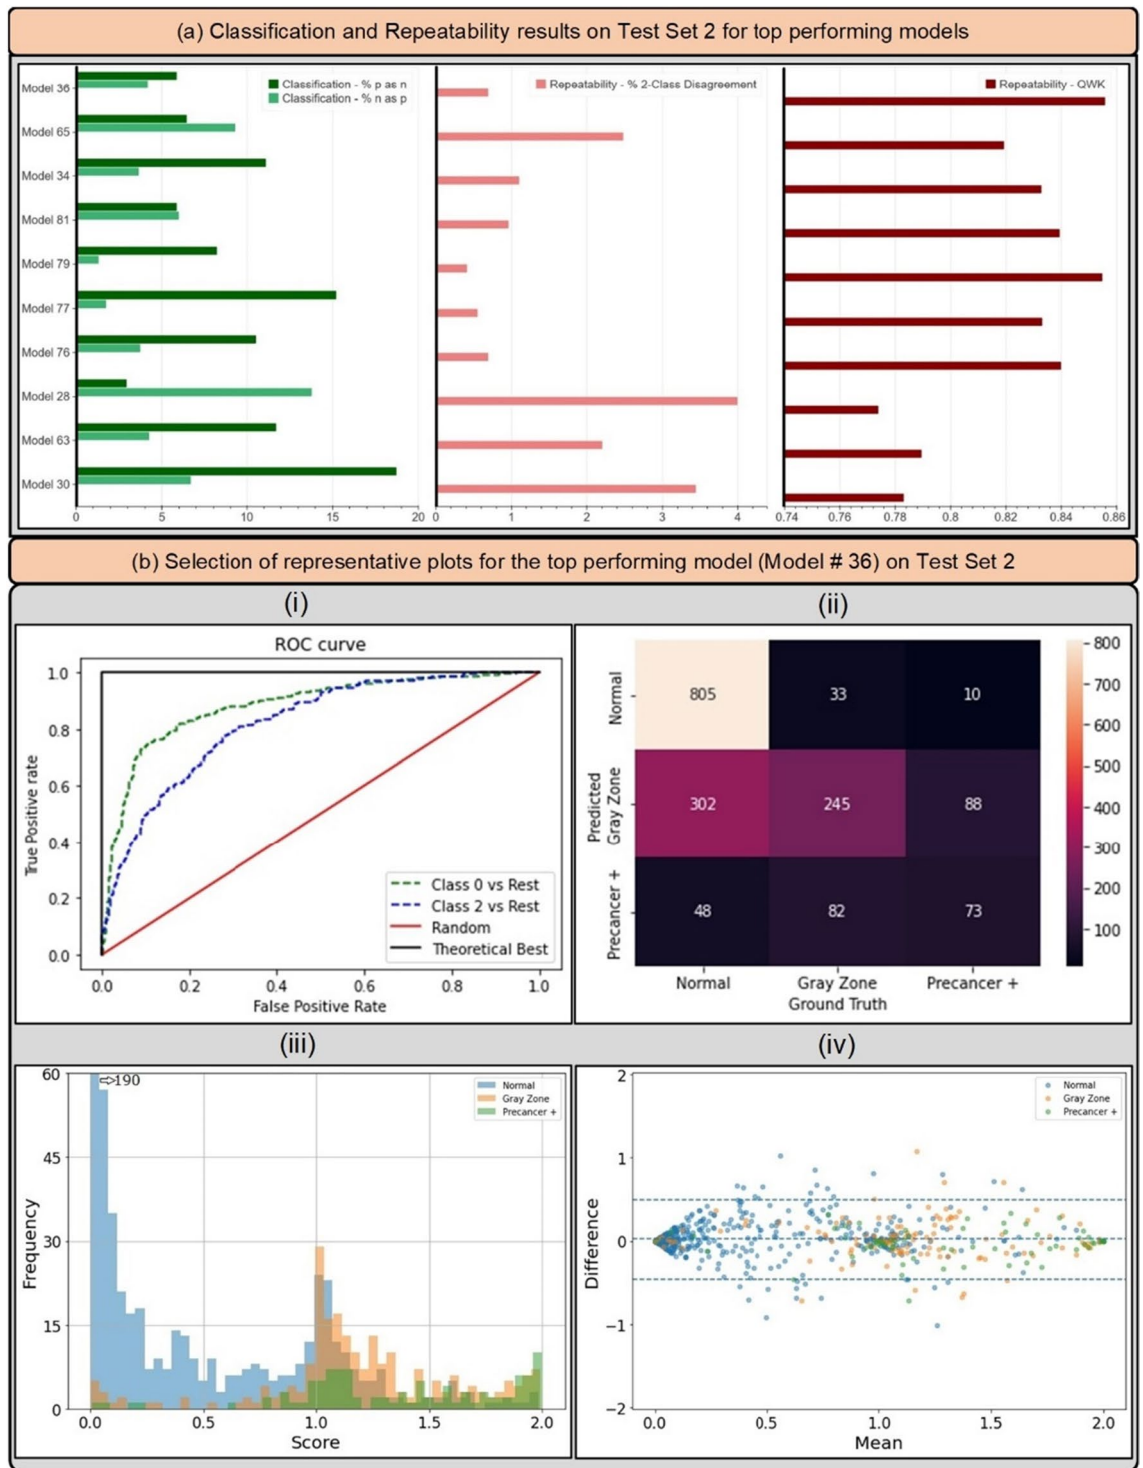 (a) Classification and Repeatability results on Test Set 2 for top performing models
Classification - % p as n
Classification - % n as p
Repeatability - % 2-Class Disagreement
Repeatability - QWK
Model 36
Model 65
Model 34
Model 81
Model 79
Model 77
Model 76
Model 28
Model 63
Model 30
0 5 10 15 20
0 1 2 3 4
0.74 0.76 0.78 0.8 0.82 0.84 0.86
(b) Selection of representative plots for the top performing model (Model # 36) on Test Set 2
(i)
ROC curve
True Positive rate
1.0
0.8
0.6
0.4
0.2
0.0
Class 0 vs Rest
Class 2 vs Rest
Random
Theoretical Best
0.0 0.2 0.4 0.6 0.8 1.0
False Positive Rate
(ii)
Predicted
Normal
Gray Zone
Precancer +
805 33 10
302 245 88
48 82 73
Normal Gray Zone Precancer +
Ground Truth
800
700
600
500
400
300
200
100
(iii)
Frequency
60
45
30
15
0
⇨190
Normal
Gray Zone
Precancer +
0.0 0.5 1.0 1.5 2.0
Score
(iv)
Difference
2
1
0
−1
−2
Normal
Gray Zone
Precancer +
0.0 0.5 1.0 1.5 2.0
Mean